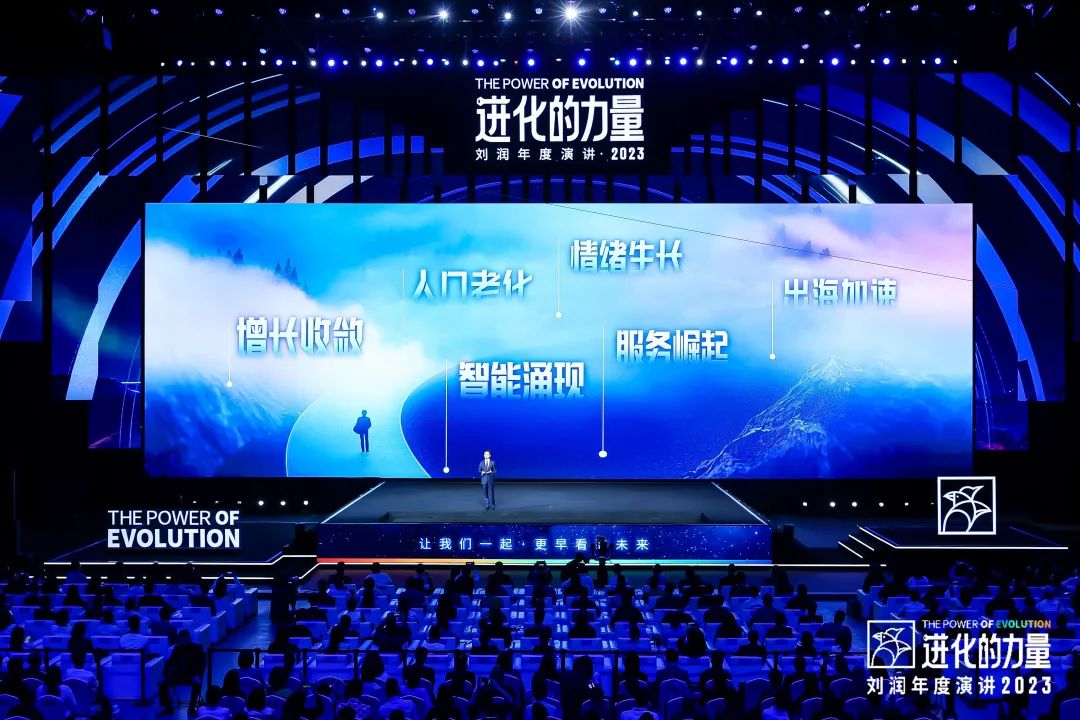 THE POWER OF EVOLUTION
进化的力量
刘润年度演讲·2023
情绪生长
人口老化
出海加速
增长收敛
服务崛起
智能涌现
THE POWER OF
EVOLUTION
让我们一起·更早看 未来
THE POWER OF EVOLUTION
进化的力量
刘润年度演讲2023